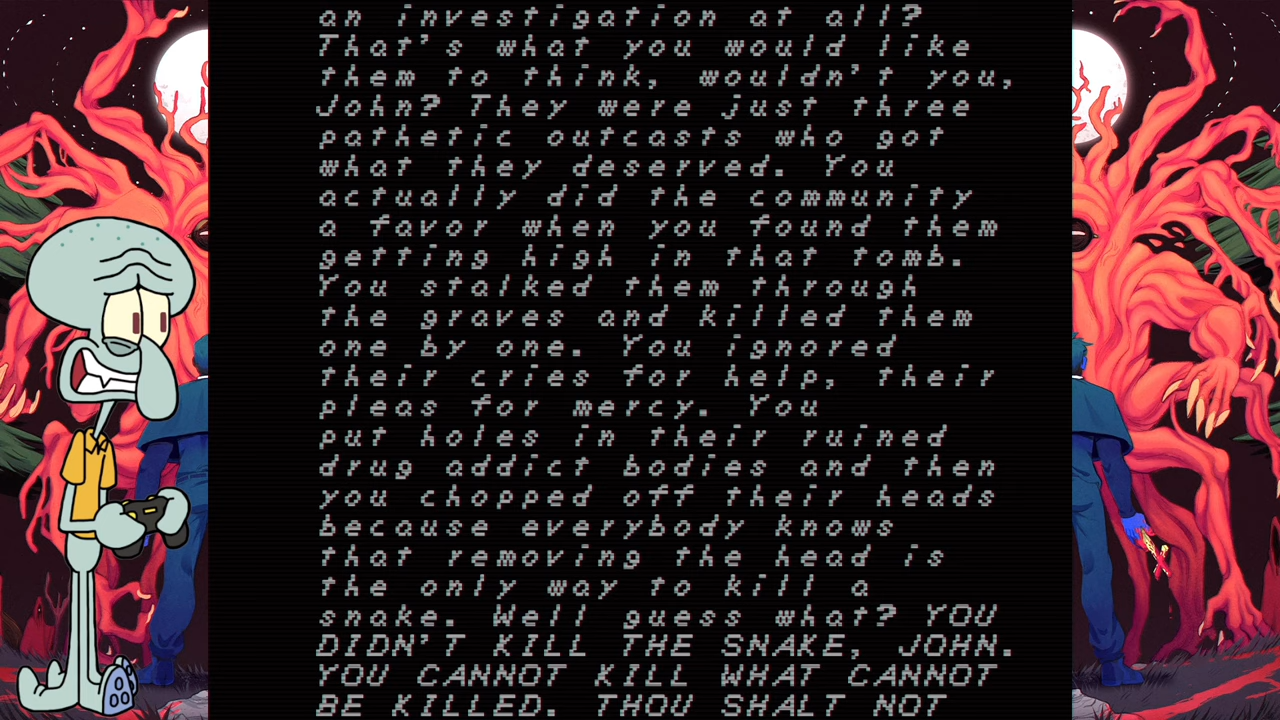 an investigation at all?
That's what you would like
them to think, wouldn't you,
John? They were just three
pathetic outcasts who got
what they deserved. You
actually did the community
a favor when you found them
getting high in that tomb.
You stalked them through
the graves and killed them
one by one. You ignored
their cries for help, their
pleas for mercy. You
put holes in their ruined
drug addict bodies and then
you chopped off their heads
because everybody knows
that removing the head is
the only way to kill a
snake. Well guess what? YOU
DIDN'T KILL THE SNAKE, JOHN.
YOU CANNOT KILL WHAT CANNOT
BE KILLED. THOU SHALT NOT